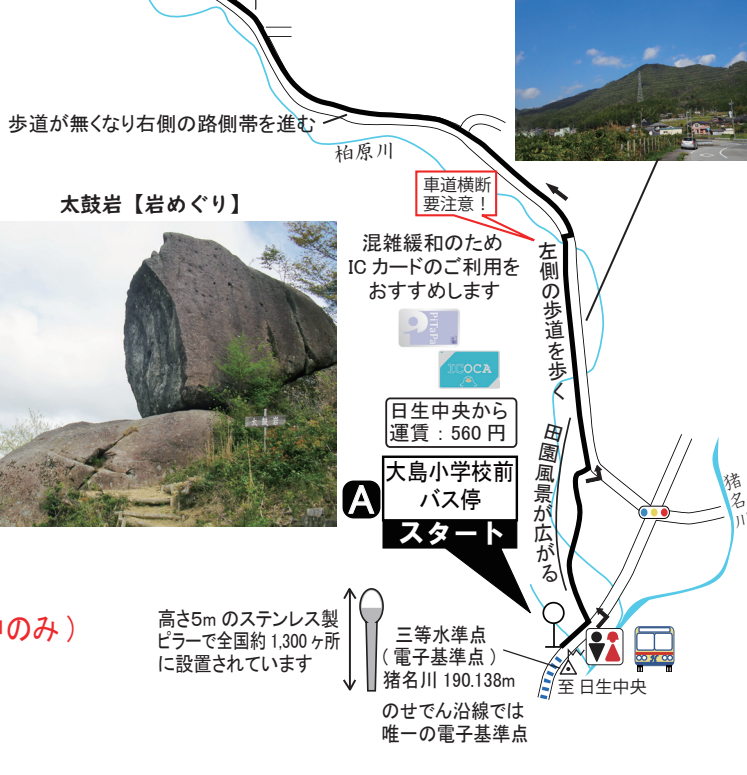 歩道が無くなり右側の路側帯を進む
柏原川
車道横断
要注意！
太鼓岩【岩めぐり】
混雑緩和のため
IC カードのご利用を
おすすめします
PiTaPa
ICOCA
太鼓岩
左側の歩道を歩く
日生中央から
運賃：560 円
田園風景が広がる
A
大島小学校前
バス停
スタート
猪名川
のみ）
高さ5m のステンレス製
ピラーで全国約 1,300 ヶ所
に設置されています
三等水準点
（電子基準点）
猪名川 190.138m
至 日生中央
のせでん沿線では
唯一の電子基準点